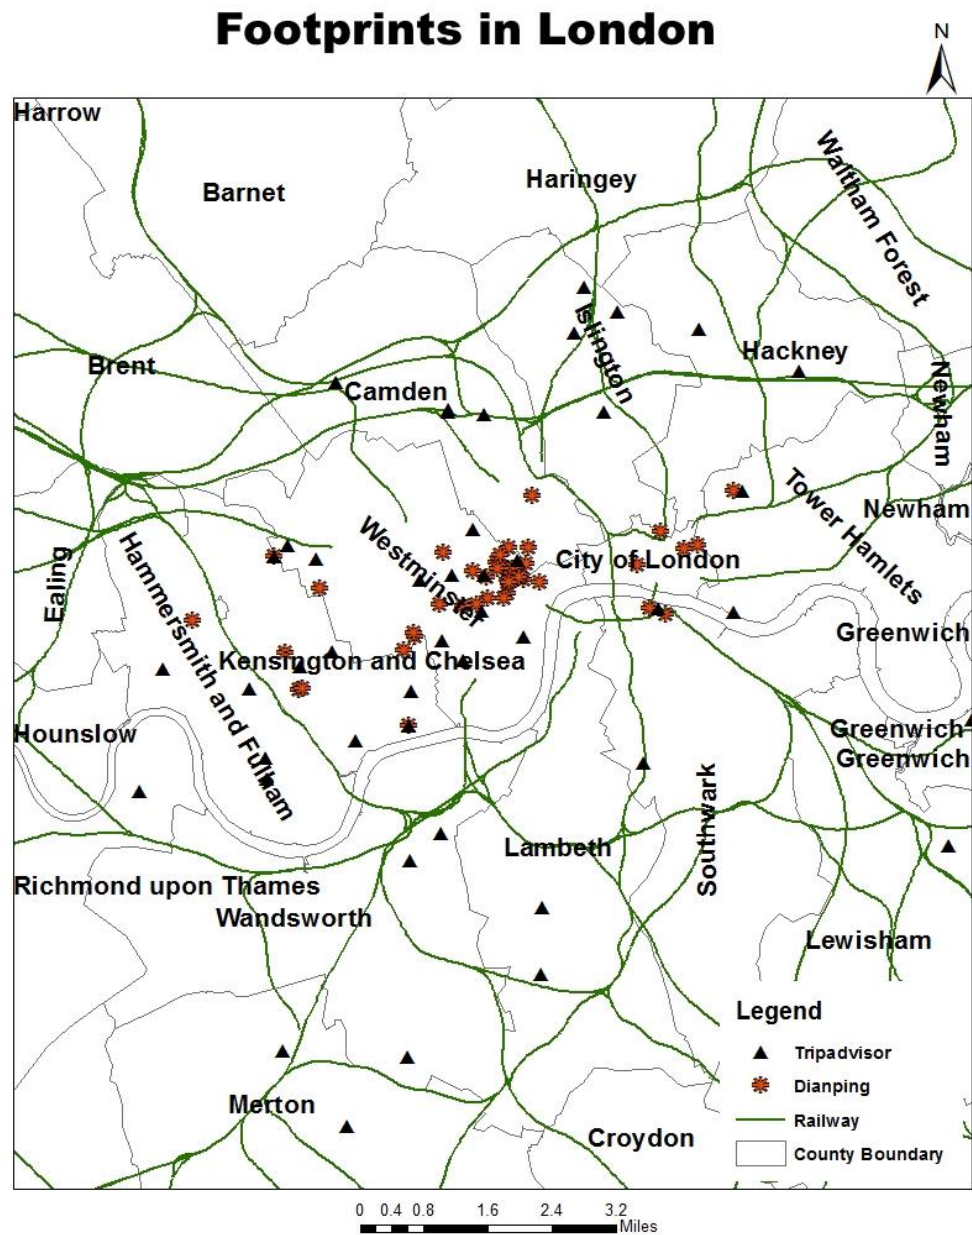 Footprints in London
N
Harrow
Barnet
Haringey
Waltham Forest
Islington
Brent
Hackney
Camden
Newham
Westminster
Tower Hamlets
Newham
Ealing
Hammersmith and Fulham
City of London
Greenwich
Kensington and Chelsea
Hounslow
Greenwich
Greenwich
Southwark
Lambeth
Richmond upon Thames
Wandsworth
Lewisham
Legend
Tripadvisor
Dianping
Railway
County Boundary
Merton
Croydon
0 0.4 0.8 1.6 2.4 3.2
Miles